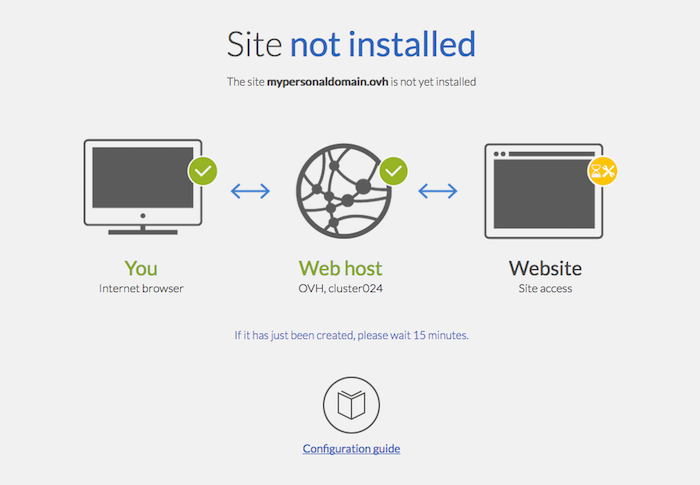 Site not installed
The site mypersonaldomain.ovh is not yet installed
You
Internet browser
Web host
OVH, cluster024
Website
Site access
If it has just been created, please wait 15 minutes.
Configuration guide